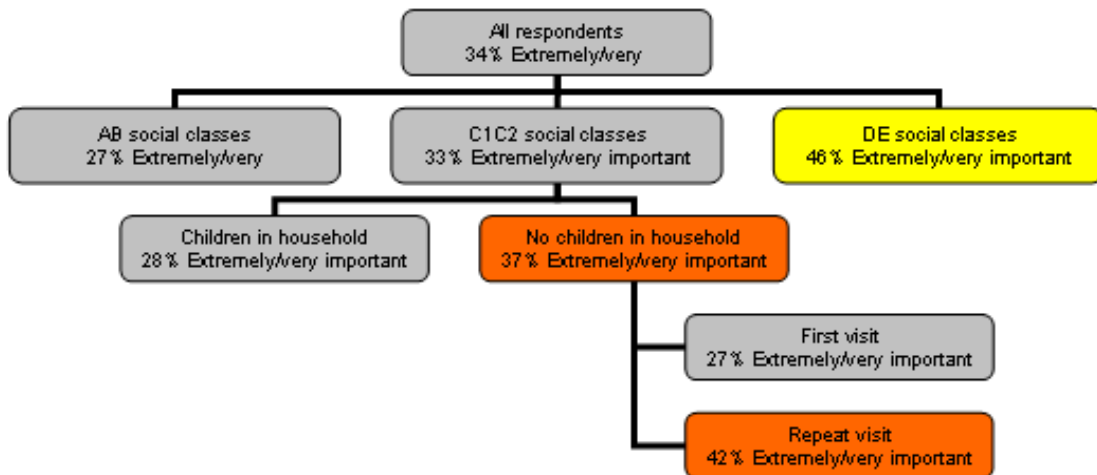 All respondents
34% Extremely/very
AB social classes
27% Extremely/very
C1C2 social classes
33% Extremely/very important
DE social classes
46% Extremely/very important
Children in household
28% Extremely/very important
No children in household
37% Extremely/very important
First visit
27% Extremely/very important
Repeat visit
42% Extremely/very important